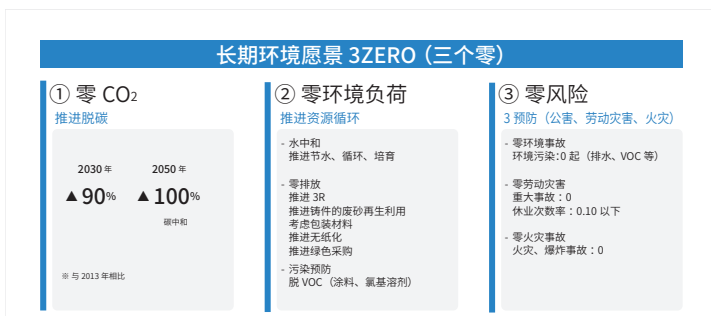 长期环境愿景 3ZERO（三个零）
① 零 CO2
推进脱碳
2030 年
2050 年
▲ 90%
▲ 100%
碳中和
※ 与 2013 年相比
② 零环境负荷
推进资源循环
- 水中和
推进节水、循环、培育
- 零排放
推进 3R
推进铸件的废砂再生利用
考虑包装材料
推进无纸化
推进绿色采购
- 污染预防
脱 VOC（涂料、氯基溶剂）
③ 零风险
3 预防（公害、劳动灾害、火灾）
- 零环境事故
环境污染：0 起（排水、VOC 等）
- 零劳动灾害
重大事故：0
休业次数率：0.10 以下
- 零火灾事故
火灾、爆炸事故：0